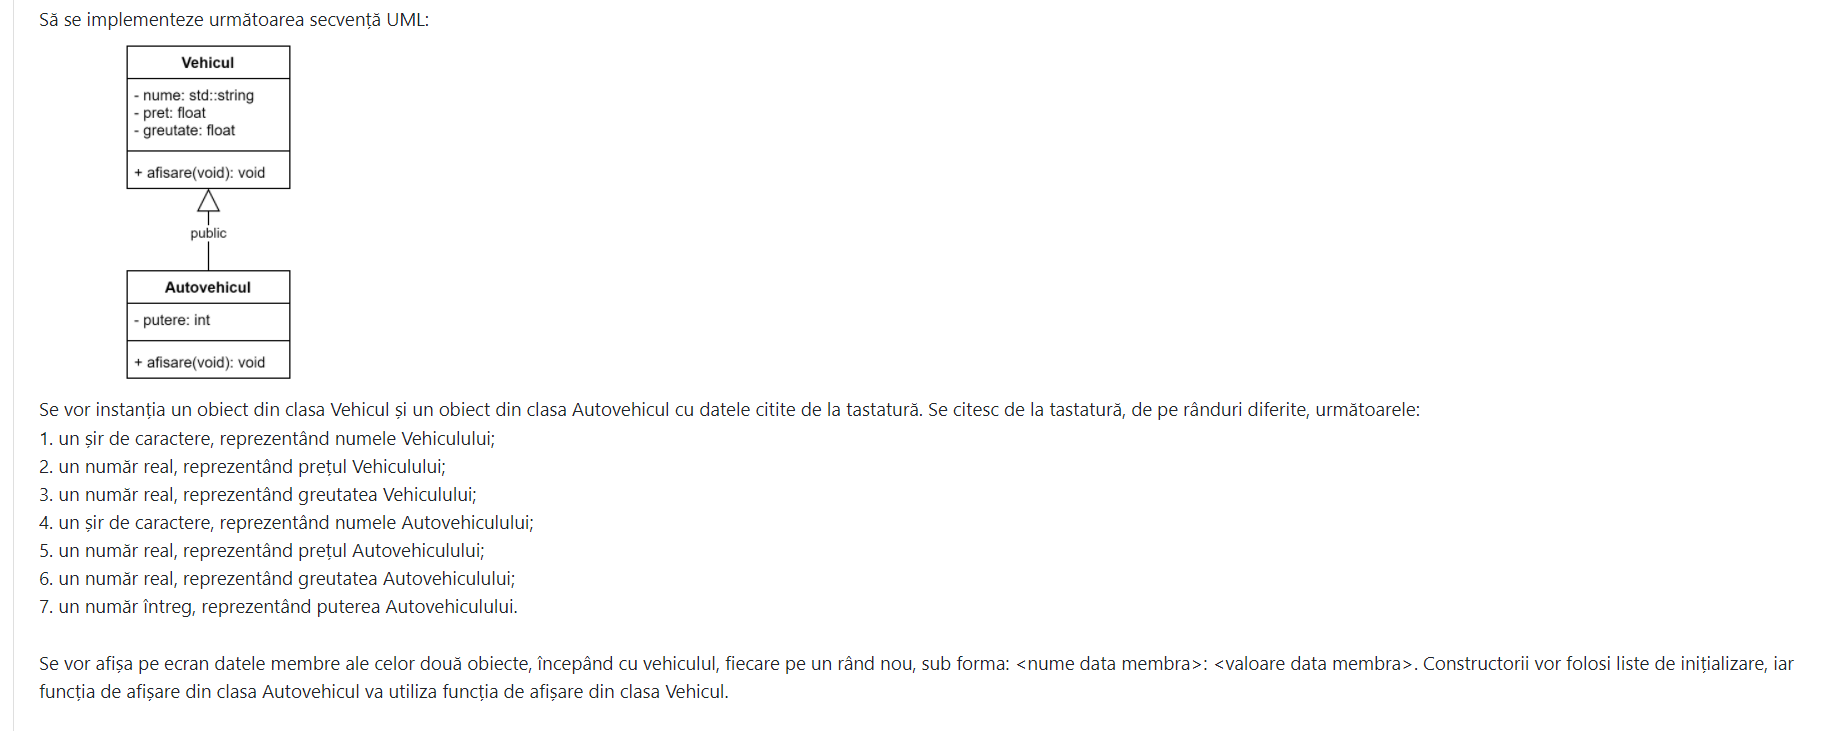 Să se implementeze următoarea secvență UML:
Vehicul
- nume: std::string
- pret: float
- greutate: float
+ afisare(void): void
public
Autovehicul
- putere: int
+ afisare(void): void
Se vor instanția un obiect din clasa Vehicul și un obiect din clasa Autovehicul cu datele citite de la tastatură. Se citesc de la tastatură, de pe rânduri diferite, următoarele:
1. un șir de caractere, reprezentând numele Vehiculului;
2. un număr real, reprezentând prețul Vehiculului;
3. un număr real, reprezentând greutatea Vehiculului;
4. un șir de caractere, reprezentând numele Autovehiculului;
5. un număr real, reprezentând prețul Autovehiculului;
6. un număr real, reprezentând greutatea Autovehiculului;
7. un număr întreg, reprezentând puterea Autovehiculului.
Se vor afișa pe ecran datele membre ale celor două obiecte, începând cu vehiculul, fiecare pe un rând nou, sub forma: <nume data membra>: <valoare data membra>. Constructorii vor folosi liste de inițializare, iar
funcția de afișare din clasa Autovehicul va utiliza funcția de afișare din clasa Vehicul.